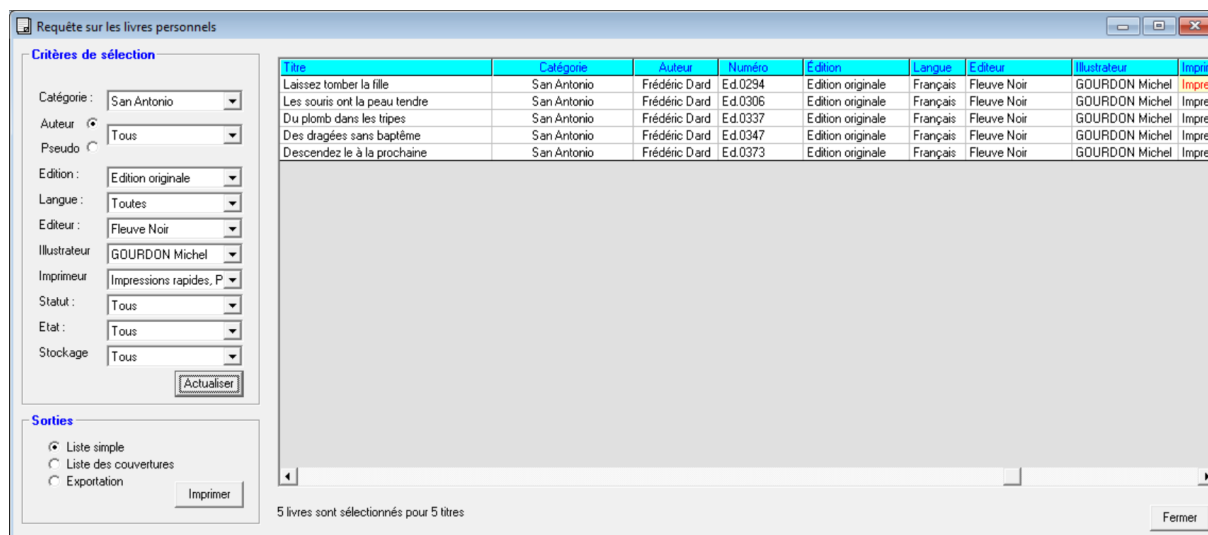 Requête sur les livres personnels
Critères de sélection
Catégorie : San Antonio
Auteur
Tous
Pseudo
Edition : Edition originale
Langue : Toutes
Editeur : Fleuve Noir
Illustrateur GOURDON Michel
Imprimeur Impressions rapides, P
Statut : Tous
Etat : Tous
Stockage Tous
Actualiser
Sorties
Liste simple
Liste des couvertures
Exportation
Imprimer
Titre Catégorie Auteur Numéro Édition Langue Editeur Illustrateur Imprin
Laissez tomber la fille San Antonio Frédéric Dard Ed.0294 Edition originale Français Fleuve Noir GOURDON Michel Impre
Les souris ont la peau tendre San Antonio Frédéric Dard Ed.0306 Edition originale Français Fleuve Noir GOURDON Michel Impre
Du plomb dans les tripes San Antonio Frédéric Dard Ed.0337 Edition originale Français Fleuve Noir GOURDON Michel Impre
Des dragées sans baptême San Antonio Frédéric Dard Ed.0347 Edition originale Français Fleuve Noir GOURDON Michel Impre
Descendez le à la prochaine San Antonio Frédéric Dard Ed.0373 Edition originale Français Fleuve Noir GOURDON Michel Impre
5 livres sont sélectionnés pour 5 titres
Fermer